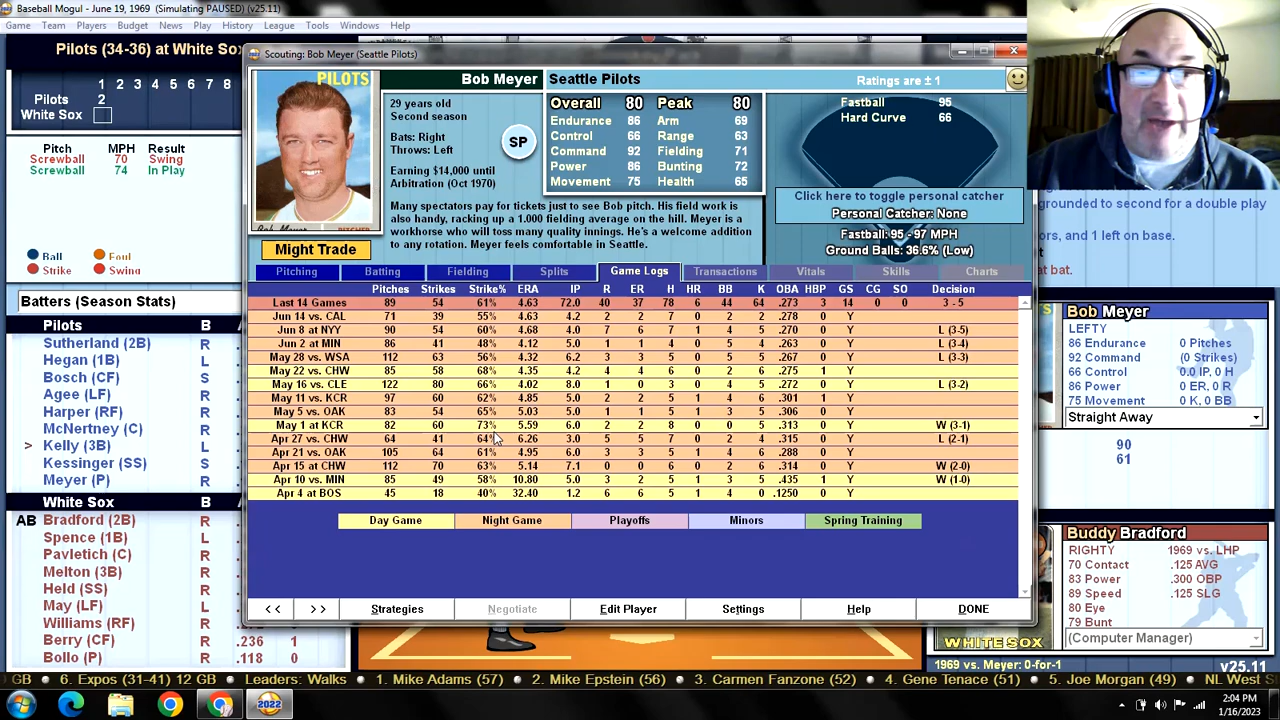 Baseball Mogul - June 19, 1969 (Simulating PAUSED) (v25.11)
Game Team Players Budget News Play History League Tools Windows Help
Pilots (34-36) at White Sox
1 2 3 4 5 6 7 8
Pilots 2
White Sox
Pitch MPH Result
Screwball 70 Swing
Screwball 74 In Play
Ball Foul
Strike Swing
Batters (Season Stats)
Pilots B
Sutherland (2B) R
Hegan (1B) L
Bosch (CF) S
Agee (LF) R
Harper (RF) R
McNertney (C) R
> Kelly (3B) L
Kessinger (SS) S
Meyer (P) R
White Sox B
AB Bradford (2B) R
Spence (1B) L
Pavletich (C) R
Melton (3B) R
Held (SS) R
May (LF) L
Williams (RF) R
Berry (CF) R .236 1
Bollo (P) R .118 0
Scouting: Bob Meyer (Seattle Pilots)
PILOTS
Bob Meyer
PITCHER
Might Trade
Bob Meyer
29 years old
Second season
Bats: Right
Throws: Left
Earning $14,000 until
Arbitration (Oct 1970)
SP
Seattle Pilots
Ratings are ± 1
Overall 80 Peak 80
Endurance 86 Arm 69
Control 66 Range 63
Command 92 Fielding 71
Power 86 Bunting 72
Movement 75 Health 65
Fastball 95
Hard Curve 66
Click here to toggle personal catcher
Personal Catcher: None
Fastball: 95 - 97 MPH
Ground Balls: 36.6% (Low)
Many spectators pay for tickets just to see Bob pitch. His field work is
also handy, racking up a 1.000 fielding average on the hill. Meyer is a
workhorse who will toss many quality innings. He's a welcome addition
to any rotation. Meyer feels comfortable in Seattle.
Pitching Batting Fielding Splits Game Logs Transactions Vitals Skills Charts
Pitches Strikes Strike% ERA IP R ER H HR BB K OBA HBP GS CG SO Decision
Last 14 Games 89 54 61% 4.63 72.0 40 37 78 6 44 64 .273 3 14 0 0 3 - 5
Jun 14 vs. CAL 71 39 55% 4.63 4.2 2 2 7 0 2 2 .278 0 Y
Jun 8 at NYY 90 54 60% 4.68 4.0 7 6 7 1 4 5 .270 0 Y L (3-5)
Jun 2 at MIN 86 41 48% 4.12 5.0 1 1 4 0 5 2 .263 0 Y L (3-4)
May 28 vs. WSA 112 63 56% 4.32 6.2 3 3 5 0 5 5 .267 0 Y L (3-3)
May 22 vs. CHW 85 58 68% 4.35 4.2 4 4 6 0 2 7 .275 1 Y
May 16 vs. CLE 122 80 66% 4.02 8.0 1 0 3 0 4 5 .272 0 Y L (3-2)
May 11 vs. KCR 97 60 62% 4.85 5.0 2 2 5 1 4 6 .301 1 Y
May 5 vs. OAK 83 54 65% 5.03 5.0 1 1 5 1 3 5 .306 0 Y
May 1 at KCR 82 60 73% 5.59 6.0 2 2 8 0 0 5 .313 0 Y W (3-1)
Apr 27 vs. CHW 64 41 64% 6.26 3.0 5 5 7 0 2 4 .315 0 Y L (2-1)
Apr 21 vs. OAK 105 64 61% 4.95 5.0 3 3 5 1 4 6 .288 0 Y
Apr 15 at CHW 112 70 63% 5.14 7.1 0 0 6 0 2 6 .314 0 Y W (2-0)
Apr 10 vs. MIN 85 49 58% 10.80 5.0 3 2 5 1 3 5 .435 1 Y W (1-0)
Apr 4 at BOS 45 18 40% 32.40 1.2 6 6 5 1 4 0 .1250 0 Y
Day Game Night Game Playoffs Minors Spring Training
<< >> Strategies Negotiate Edit Player Settings Help DONE
grounded to second for a double play
ors, and 1 left on base.
at bat.
Bob Meyer
LEFTY
86 Endurance 0 Pitches
92 Command (0 Strikes)
66 Control 0.0 IP, 0 H
86 Power 0 ER, 0 R
75 Movement 0 K, 0 BB
Straight Away
90
61
Buddy Bradford
RIGHTY 1969 vs. LHP
70 Contact .125 AVG
83 Power .300 OBP
89 Speed .125 SLG
80 Eye
79 Bunt
(Computer Manager)
WHITE SOX
1969 vs. Meyer: 0-for-1 v25.11
GB 6. Expos (31-41) 12 GB Leaders: Walks 1. Mike Adams (57) 2. Mike Epstein (56) 3. Carmen Fanzone (52) 4. Gene Tenace (51) 5. Joe Morgan (49) NL West
2022
2:04 PM
1/16/2023